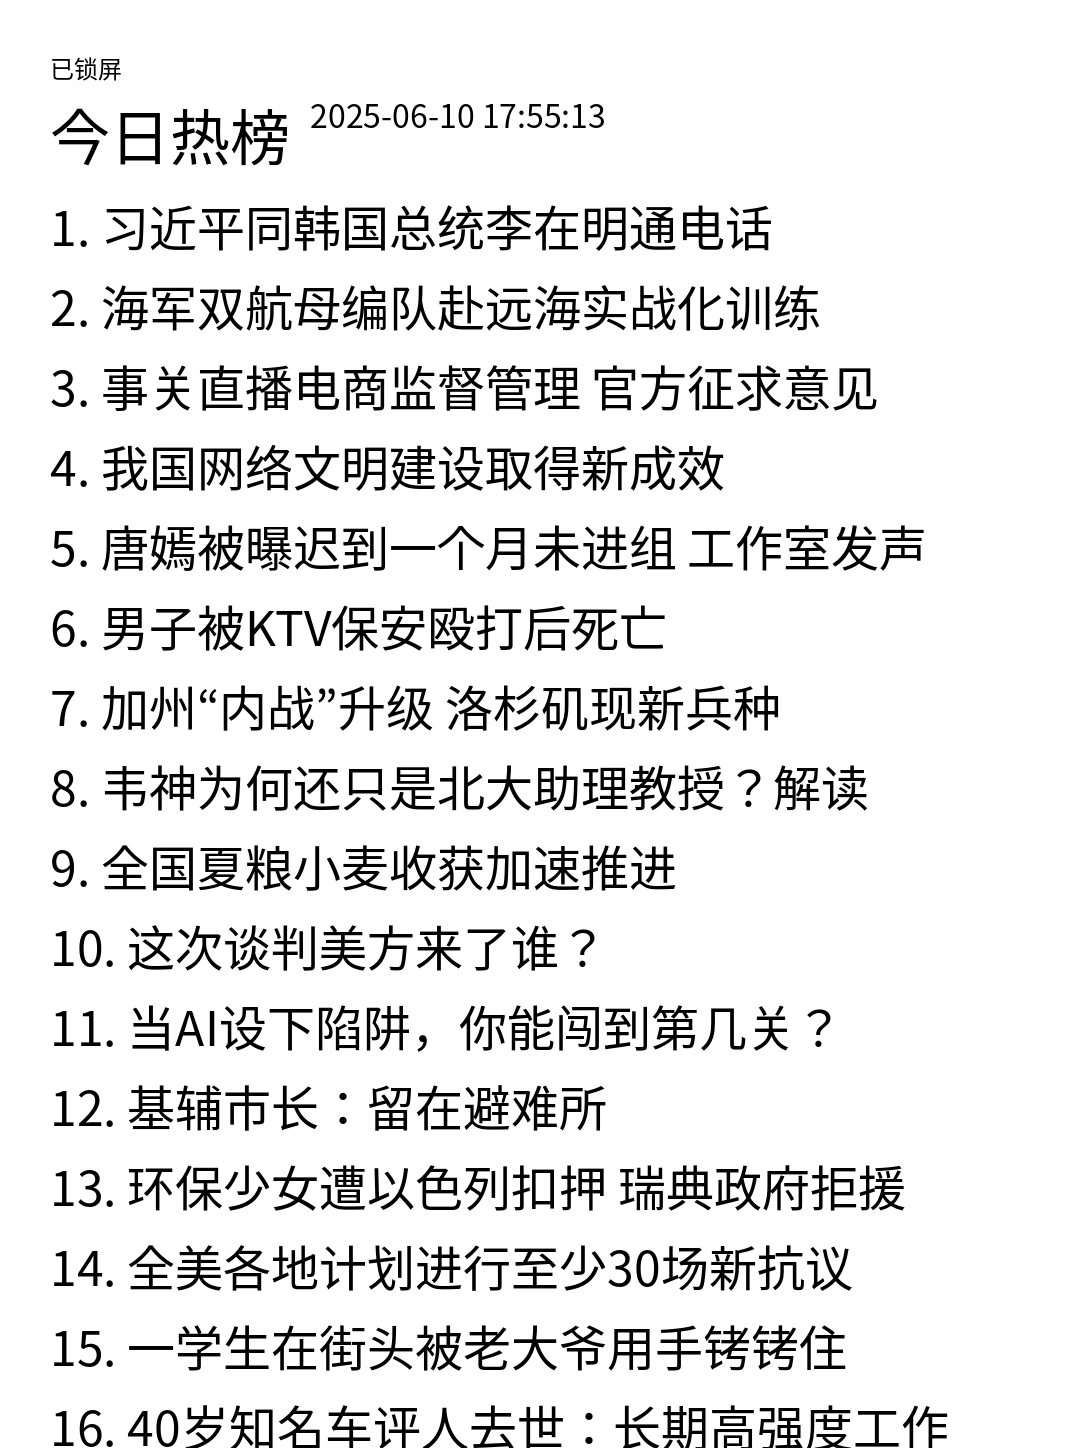 已锁屏
今日热榜 2025-06-10 17:55:13
1. 习近平同韩国总统李在明通电话
2. 海军双航母编队赴远海实战化训练
3. 事关直播电商监督管理 官方征求意见
4. 我国网络文明建设取得新成效
5. 唐嫣被曝迟到一个月未进组 工作室发声
6. 男子被KTV保安殴打后死亡
7. 加州“内战”升级 洛杉矶现新兵种
8. 韦神为何还只是北大助理教授？解读
9. 全国夏粮小麦收获加速推进
10. 这次谈判美方来了谁？
11. 当AI设下陷阱，你能闯到第几关？
12. 基辅市长：留在避难所
13. 环保少女遭以色列扣押 瑞典政府拒援
14. 全美各地计划进行至少30场新抗议
15. 一学生在街头被老大爷用手铐铐住
16. 40岁知名车评人去世：长期高强度工作